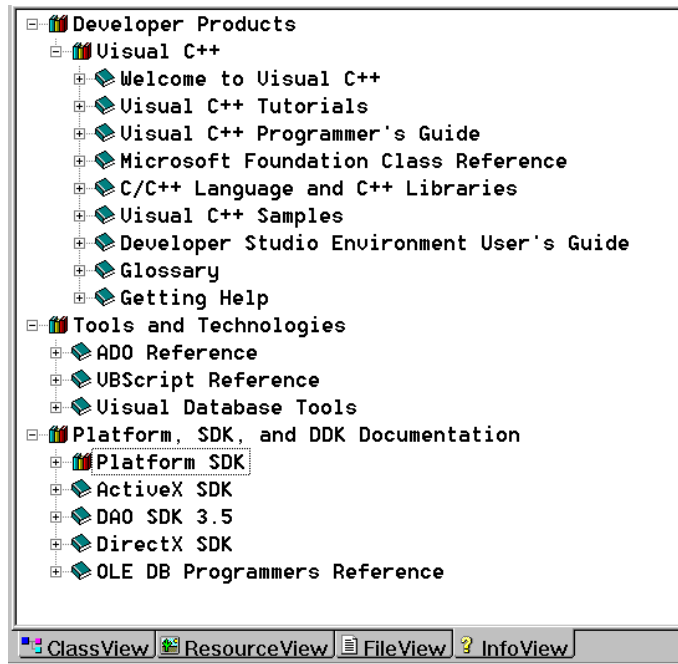 Developer Products
Visual C++
Welcome to Visual C++
Visual C++ Tutorials
Visual C++ Programmer's Guide
Microsoft Foundation Class Reference
C/C++ Language and C++ Libraries
Visual C++ Samples
Developer Studio Environment User's Guide
Glossary
Getting Help
Tools and Technologies
ADO Reference
VBScript Reference
Visual Database Tools
Platform, SDK, and DDK Documentation
Platform SDK
ActiveX SDK
DAO SDK 3.5
DirectX SDK
OLE DB Programmers Reference
ClassView ResourceView FileView InfoView